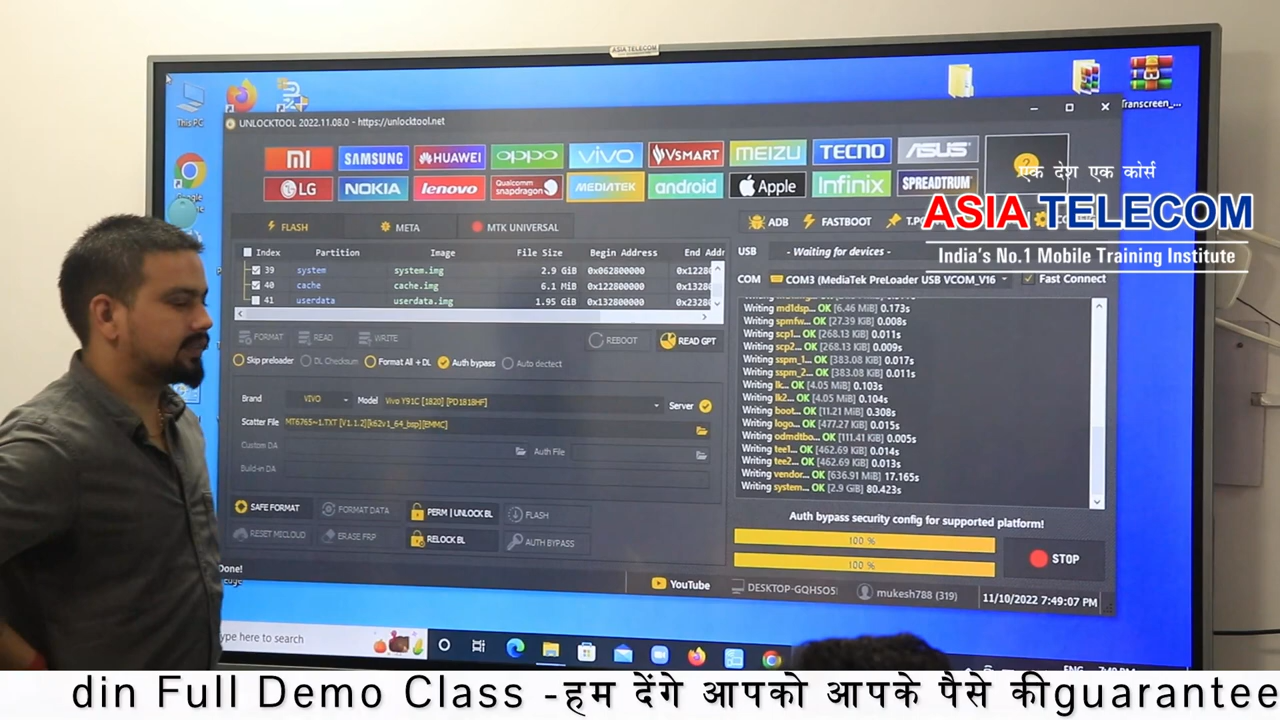 ASIA TELECOM
This PC
Transcreen_...
UNLOCKTOOL 2022.11.08.0 - https://unlocktool.net
MI SAMSUNG HUAWEI oppo vivo VSMART MEIZU TECNO ASUS
LG NOKIA lenovo Qualcomm snapdragon MEDIATEK android Apple Infinix SPREADTRUM
एक देश एक कोर्स
ASIA TELECOM
India's No.1 Mobile Training Institute
FLASH META MTK UNIVERSAL
ADB FASTBOOT
USB - Waiting for devices -
COM COM3 (MediaTek PreLoader USB VCOM_V16 Fast Connect
Index Partition Image File Size Begin Address End Addr
39 system system.img 2.9 GiB 0x062800000 0x12280
40 cache cache.img 6.1 MiB 0x122800000 0x13280
41 userdata userdata.img 1.95 GiB 0x132800000 0x23280
FORMAT READ WRITE REBOOT READ GPT
Skip preloader DL Checksum Format All + DL Auth bypass Auto dectect
Brand VIVO Model Vivo Y91C [1820] [PD1818HF] Server
Scatter File MT6765~1.TXT [V1.1.2][k62v1_64_bsp][EMMC]
Custom DA Auth File
Build-in DA
SAFE FORMAT FORMAT DATA PERM | UNLOCK BL FLASH
RESET MICLOUD ERASE FRP RELOCK BL AUTH BYPASS
Writing md1dsp... OK [6.46 MiB] 0.173s
Writing spmfw... OK [27.39 KiB] 0.008s
Writing scp1... OK [268.13 KiB] 0.011s
Writing scp2... OK [268.13 KiB] 0.009s
Writing sspm_1... OK [383.08 KiB] 0.017s
Writing sspm_2... OK [383.08 KiB] 0.011s
Writing lk... OK [4.05 MiB] 0.103s
Writing lk2... OK [4.05 MiB] 0.104s
Writing boot... OK [11.21 MiB] 0.308s
Writing logo... OK [477.27 KiB] 0.015s
Writing odmdtbo... OK [111.41 KiB] 0.005s
Writing tee1... OK [462.69 KiB] 0.014s
Writing tee2... OK [462.69 KiB] 0.013s
Writing vendor... OK [636.91 MiB] 17.165s
Writing system... OK [2.9 GiB] 80.423s
Auth bypass security config for supported platform!
100 %
100 %
STOP
Done!
YouTube DESKTOP-GQHSO5I mukesh788 (319) 11/10/2022 7:49:07 PM
Edge
ype here to search
din Full Demo Class -हम देंगे आपको आपके पैसे कीguarantee